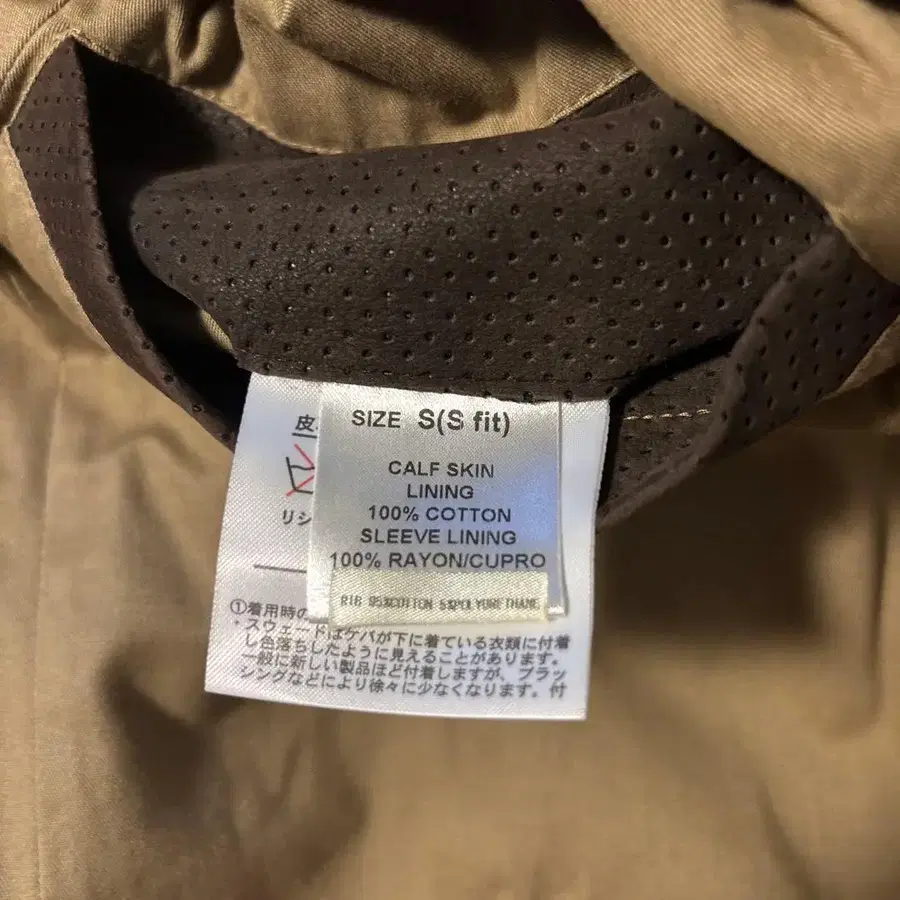 SIZE S(S fit)
CALF SKIN
LINING
100% COTTON
SLEEVE LINING
100% RAYON/CUPRO
RIB 95%COTTON 5%POLYURETHANE
皮
リシ
①着用時の
・スウェードはケバが下に着ている衣類に付着
し色落ちしたように見えることがあります。
一般に新しい製品ほど付着しますが、ブラッ
シングなどにより徐々に少なくなります。付